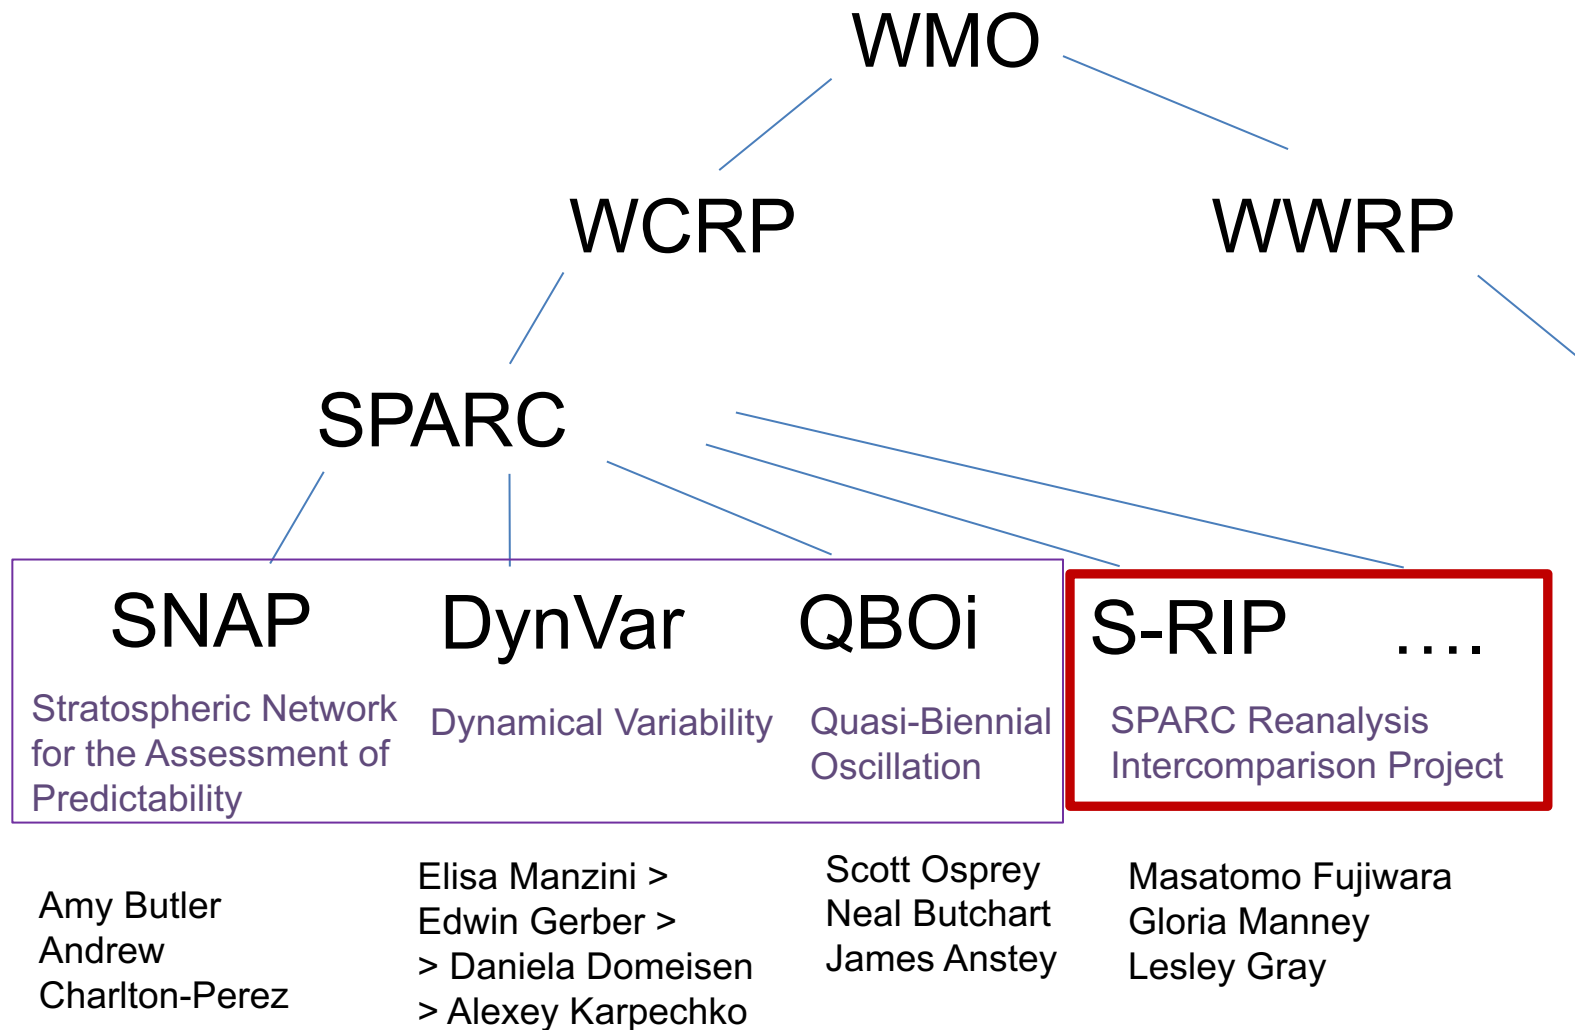 WMO
WCRP
WWRP
SPARC
SNAP
DynVar
QBOi
S-RIP
....
Stratospheric Network
for the Assessment of
Predictability
Dynamical Variability
Quasi-Biennial
Oscillation
SPARC Reanalysis
Intercomparison Project
Amy Butler
Andrew
Charlton-Perez
Elisa Manzini >
Edwin Gerber >
> Daniela Domeisen
> Alexey Karpechko
Scott Osprey
Neal Butchart
James Anstey
Masatomo Fujiwara
Gloria Manney
Lesley Gray